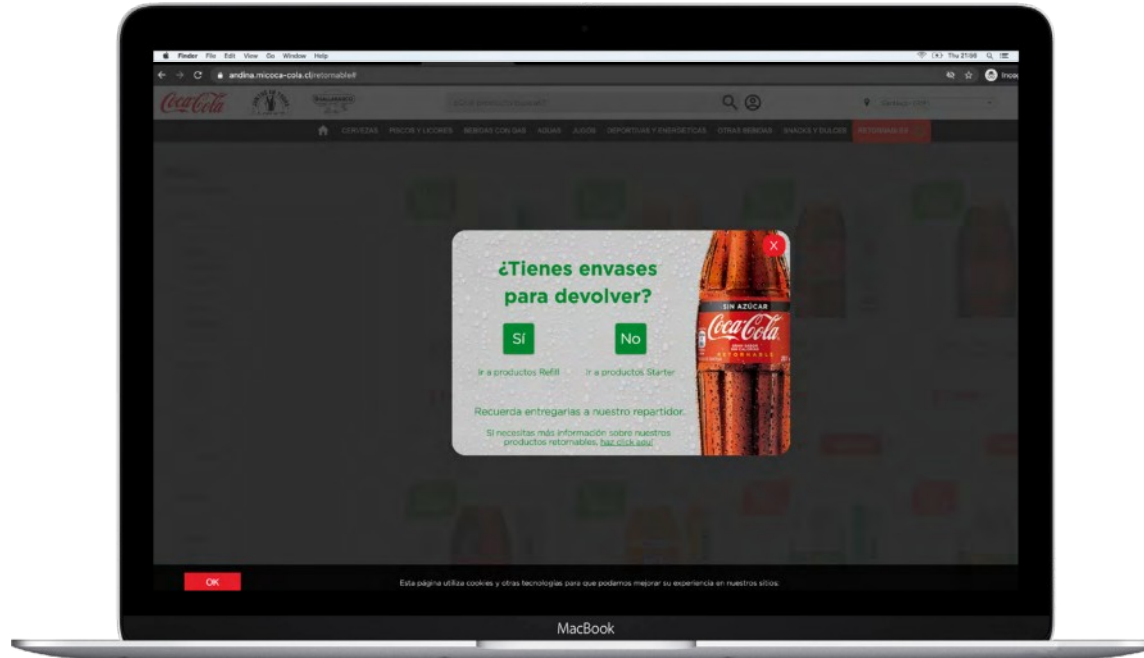 Finder File Edit View Go Window Help
Thu 21:56
andina.micoca-cola.cl/retornable#
Coca-Cola
CERVEZAS PISCOS Y LICORES BEBIDAS CON GAS AGUAS JUGOS DEPORTIVAS Y ENERGÉTICAS OTRAS BEBIDAS SNACKS Y DULCES RETORNABLES
X
¿Tienes envases
para devolver?
Sí No
Ir a productos Refill Ir a productos Starter
Recuerda entregarlas a nuestro repartidor.
Si necesitas más información sobre nuestros
productos retornables, haz click aquí
SIN AZÚCAR
Coca-Cola
RETORNABLE
OK
Esta página utiliza cookies y otras tecnologías para que podamos mejorar su experiencia en nuestros sitios:
MacBook